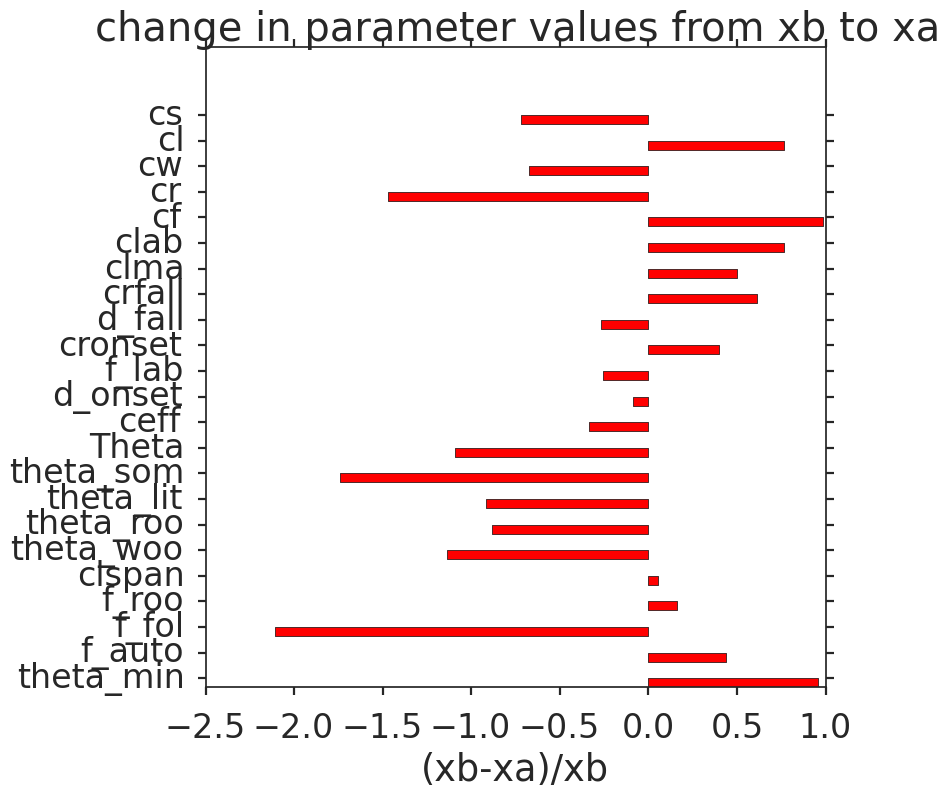 change in parameter values from xb to xa
cs
cl
cw
cr
cf
clab
clma
crfall
d_fall
cronset
f_lab
d_onset
ceff
Theta
theta_som
theta_lit
theta_roo
theta_woo
clspan
f_roo
f_fol
f_auto
theta_min
−2.5 −2.0 −1.5 −1.0 −0.5 0.0 0.5 1.0
(xb-xa)/xb